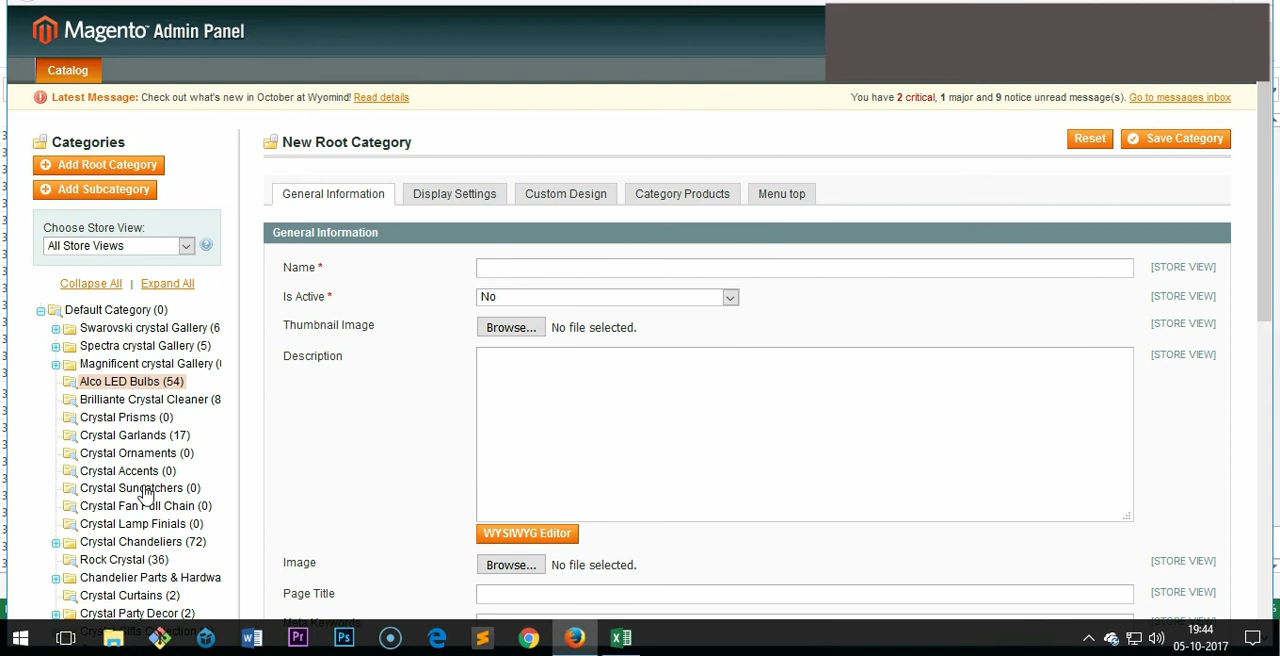 Magento™ Admin Panel
Catalog
Latest Message: Check out what's new in October at Wyomind! Read details
You have 2 critical, 1 major and 9 notice unread message(s). Go to messages inbox
Categories
Add Root Category
Add Subcategory
Choose Store View:
All Store Views
Collapse All | Expand All
Default Category (0)
Swarovski crystal Gallery (6
Spectra crystal Gallery (5)
Magnificent crystal Gallery (
Alco LED Bulbs (54)
Brilliante Crystal Cleaner (8
Crystal Prisms (0)
Crystal Garlands (17)
Crystal Ornaments (0)
Crystal Accents (0)
Crystal Suncatchers (0)
Crystal Fan Pull Chain (0)
Crystal Lamp Finials (0)
Crystal Chandeliers (72)
Rock Crystal (36)
Chandelier Parts & Hardwa
Crystal Curtains (2)
Crystal Party Decor (2)
New Root Category
Reset
Save Category
General Information
Display Settings
Custom Design
Category Products
Menu top
General Information
Name *
[STORE VIEW]
Is Active *
No
[STORE VIEW]
Thumbnail Image
Browse... No file selected.
[STORE VIEW]
Description
[STORE VIEW]
WYSIWYG Editor
Image
Browse... No file selected.
[STORE VIEW]
Page Title
[STORE VIEW]
19:44
05-10-2017